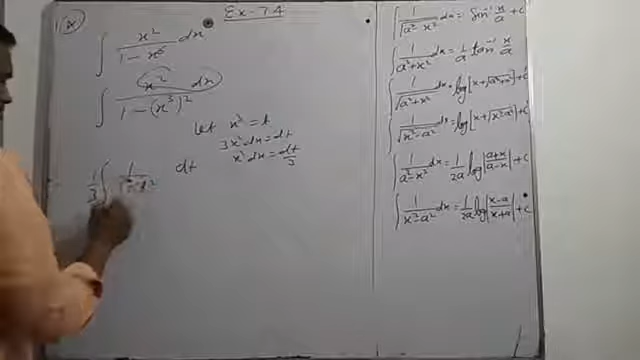 Ex-7.4
∫ x²/(1 - x⁶) dx
∫ x² dx/(1 - (x³)²)
let x³ = t
3x² dx = dt
x² dx = dt/3
1/3 ∫ 1/ dt
∫ 1/√(a² - x²) dx = sin⁻¹ x/a + c
∫ 1/(a² + x²) dx = 1/a tan⁻¹ x/a
∫ 1/√(a² + x²) dx = log[x + √(x² + a²)] + c
∫ 1/√(x² - a²) dx = log[x + √(x² - a²)] + c
∫ 1/(a² - x²) dx = 1/2a log|(a+x)/(a-x)| + c
∫ 1/(x² - a²) dx = 1/2a log|(x-a)/(x+a)| + c